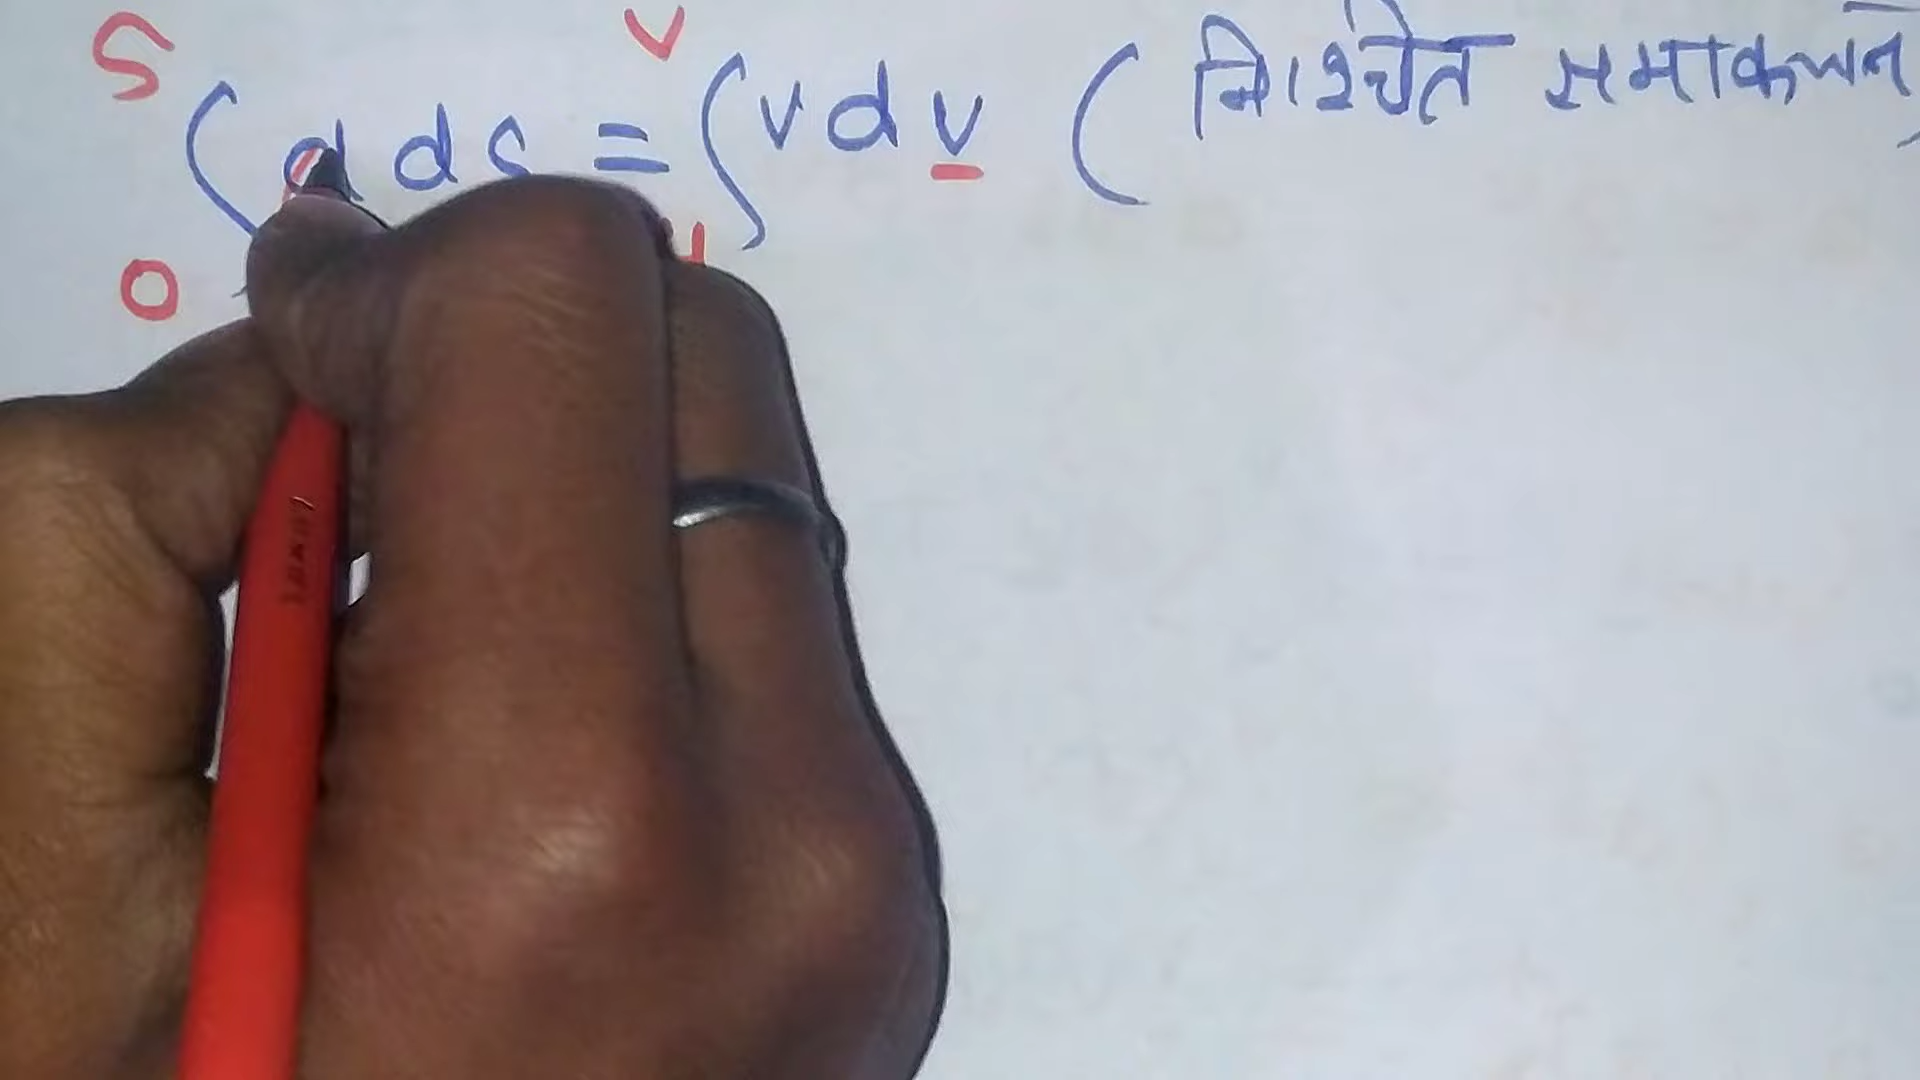 S V
∫ a ds = ∫ v dv ( निश्चित समाकलन
0